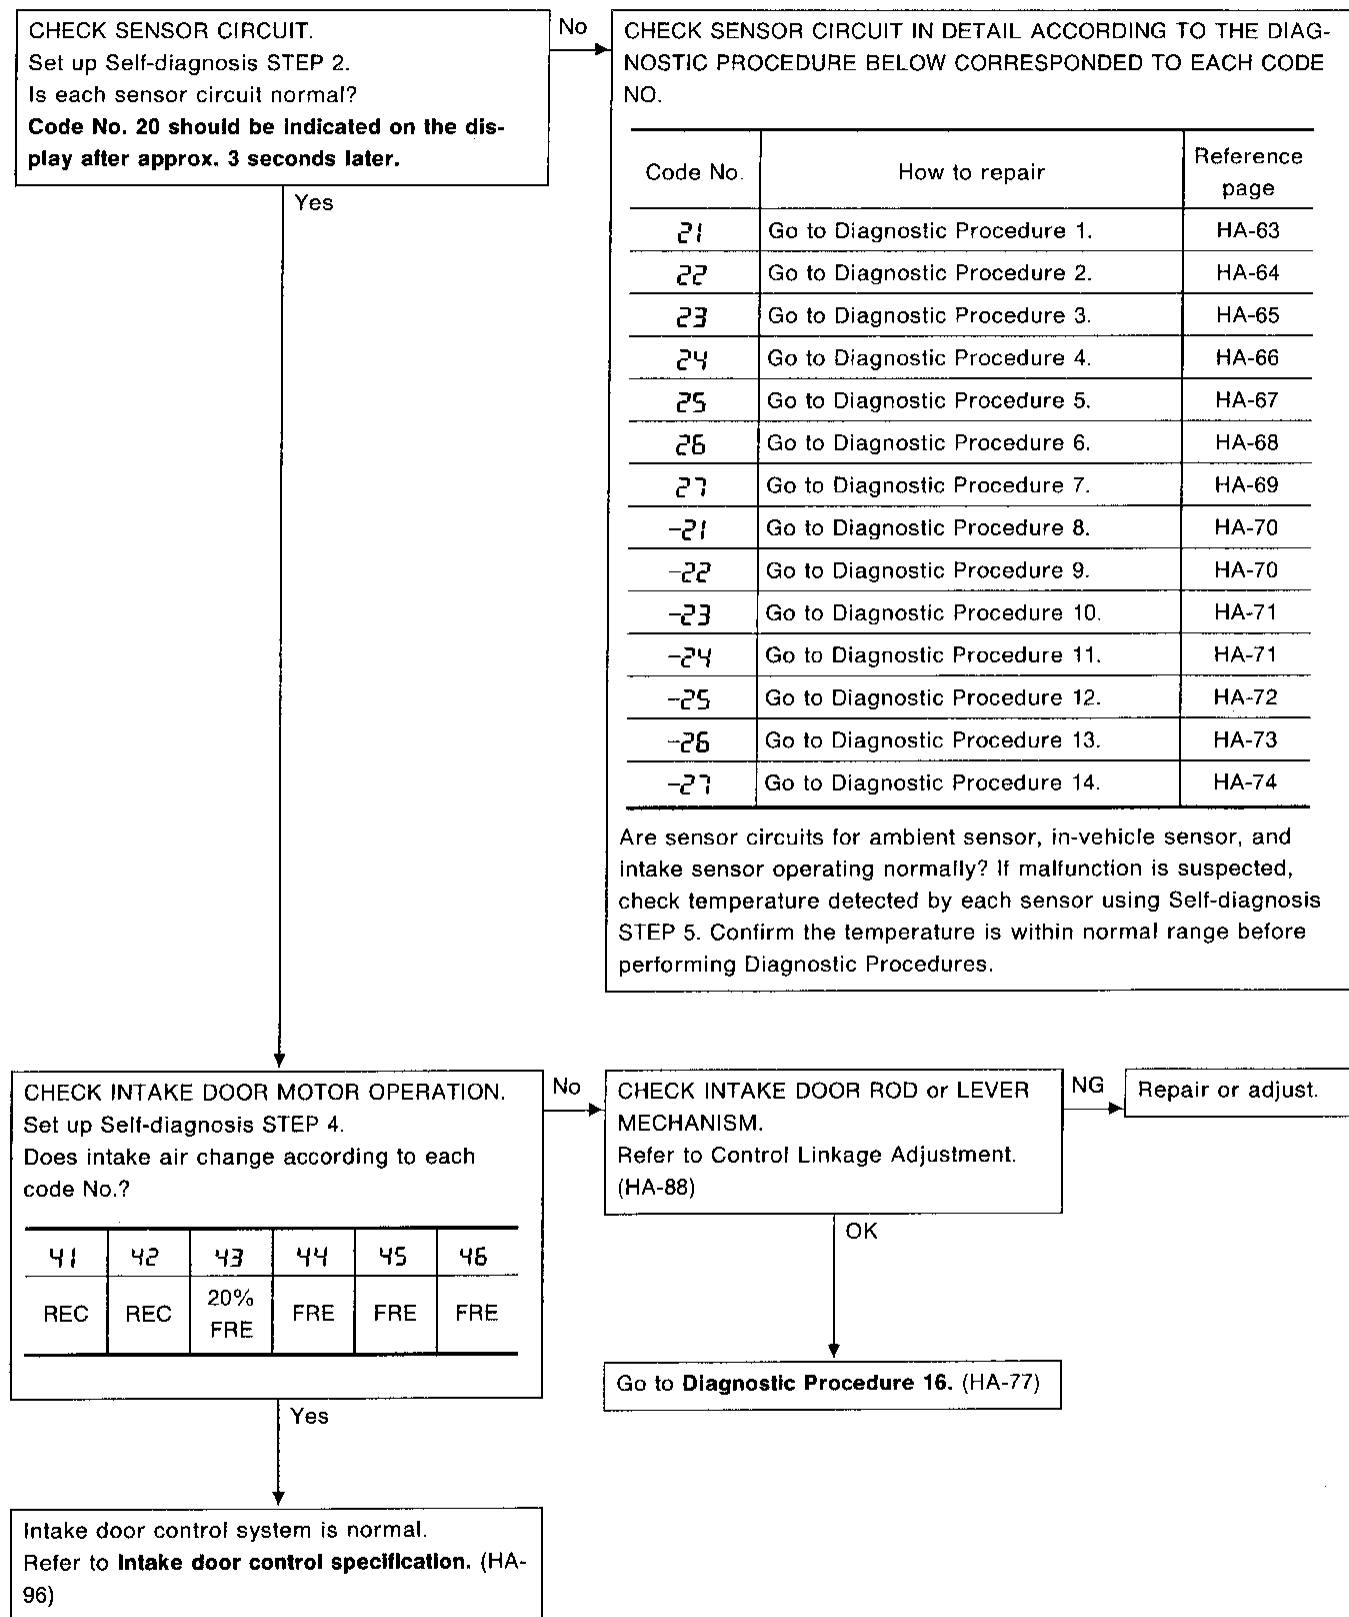 CHECK SENSOR CIRCUIT.
Set up Self-diagnosis STEP 2.
Is each sensor circuit normal?
Code No. 20 should be indicated on the dis-
play after approx. 3 seconds later.
No
CHECK SENSOR CIRCUIT IN DETAIL ACCORDING TO THE DIAG-
NOSTIC PROCEDURE BELOW CORRESPONDED TO EACH CODE
NO.
Code No. How to repair Reference page
21 Go to Diagnostic Procedure 1. HA-63
22 Go to Diagnostic Procedure 2. HA-64
23 Go to Diagnostic Procedure 3. HA-65
24 Go to Diagnostic Procedure 4. HA-66
25 Go to Diagnostic Procedure 5. HA-67
26 Go to Diagnostic Procedure 6. HA-68
27 Go to Diagnostic Procedure 7. HA-69
-21 Go to Diagnostic Procedure 8. HA-70
-22 Go to Diagnostic Procedure 9. HA-70
-23 Go to Diagnostic Procedure 10. HA-71
-24 Go to Diagnostic Procedure 11. HA-71
-25 Go to Diagnostic Procedure 12. HA-72
-26 Go to Diagnostic Procedure 13. HA-73
-27 Go to Diagnostic Procedure 14. HA-74
Are sensor circuits for ambient sensor, in-vehicle sensor, and
intake sensor operating normally? If malfunction is suspected,
check temperature detected by each sensor using Self-diagnosis
STEP 5. Confirm the temperature is within normal range before
performing Diagnostic Procedures.
Yes
CHECK INTAKE DOOR MOTOR OPERATION.
Set up Self-diagnosis STEP 4.
Does intake air change according to each
code No.?
41 42 43 44 45 46
REC REC 20% FRE FRE FRE FRE
No
CHECK INTAKE DOOR ROD or LEVER
MECHANISM.
Refer to Control Linkage Adjustment.
(HA-88)
NG
Repair or adjust.
OK
Go to Diagnostic Procedure 16. (HA-77)
Yes
Intake door control system is normal.
Refer to Intake door control specification. (HA-
96)